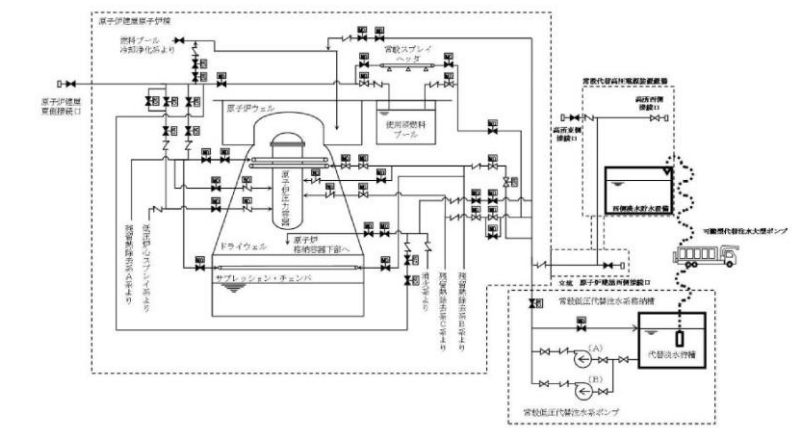 原子炉建屋原子炉棟
燃料プール
冷却浄化系より
常設スプレイ
ヘッダ
常設代替高圧電源装置置場
高所西側
接続口
原子炉建屋
東側接続口
原子炉ウェル
使用済燃料
プール
高所東側
接続口
原子炉圧力容器
西側淡水貯水設備
可搬型代替注水大型ポンプ
残留熱除去系A系より
低圧炉心スプレイ系より
ドライウェル
原子炉
格納容器下部へ
サプレッション・チェンバ
消火系より
残留熱除去系C系より
残留熱除去系B系より
立坑
原子炉建屋西側接続口
常設低圧代替注水系格納槽
(A)
代替淡水貯槽
(B)
常設低圧代替注水系ポンプ